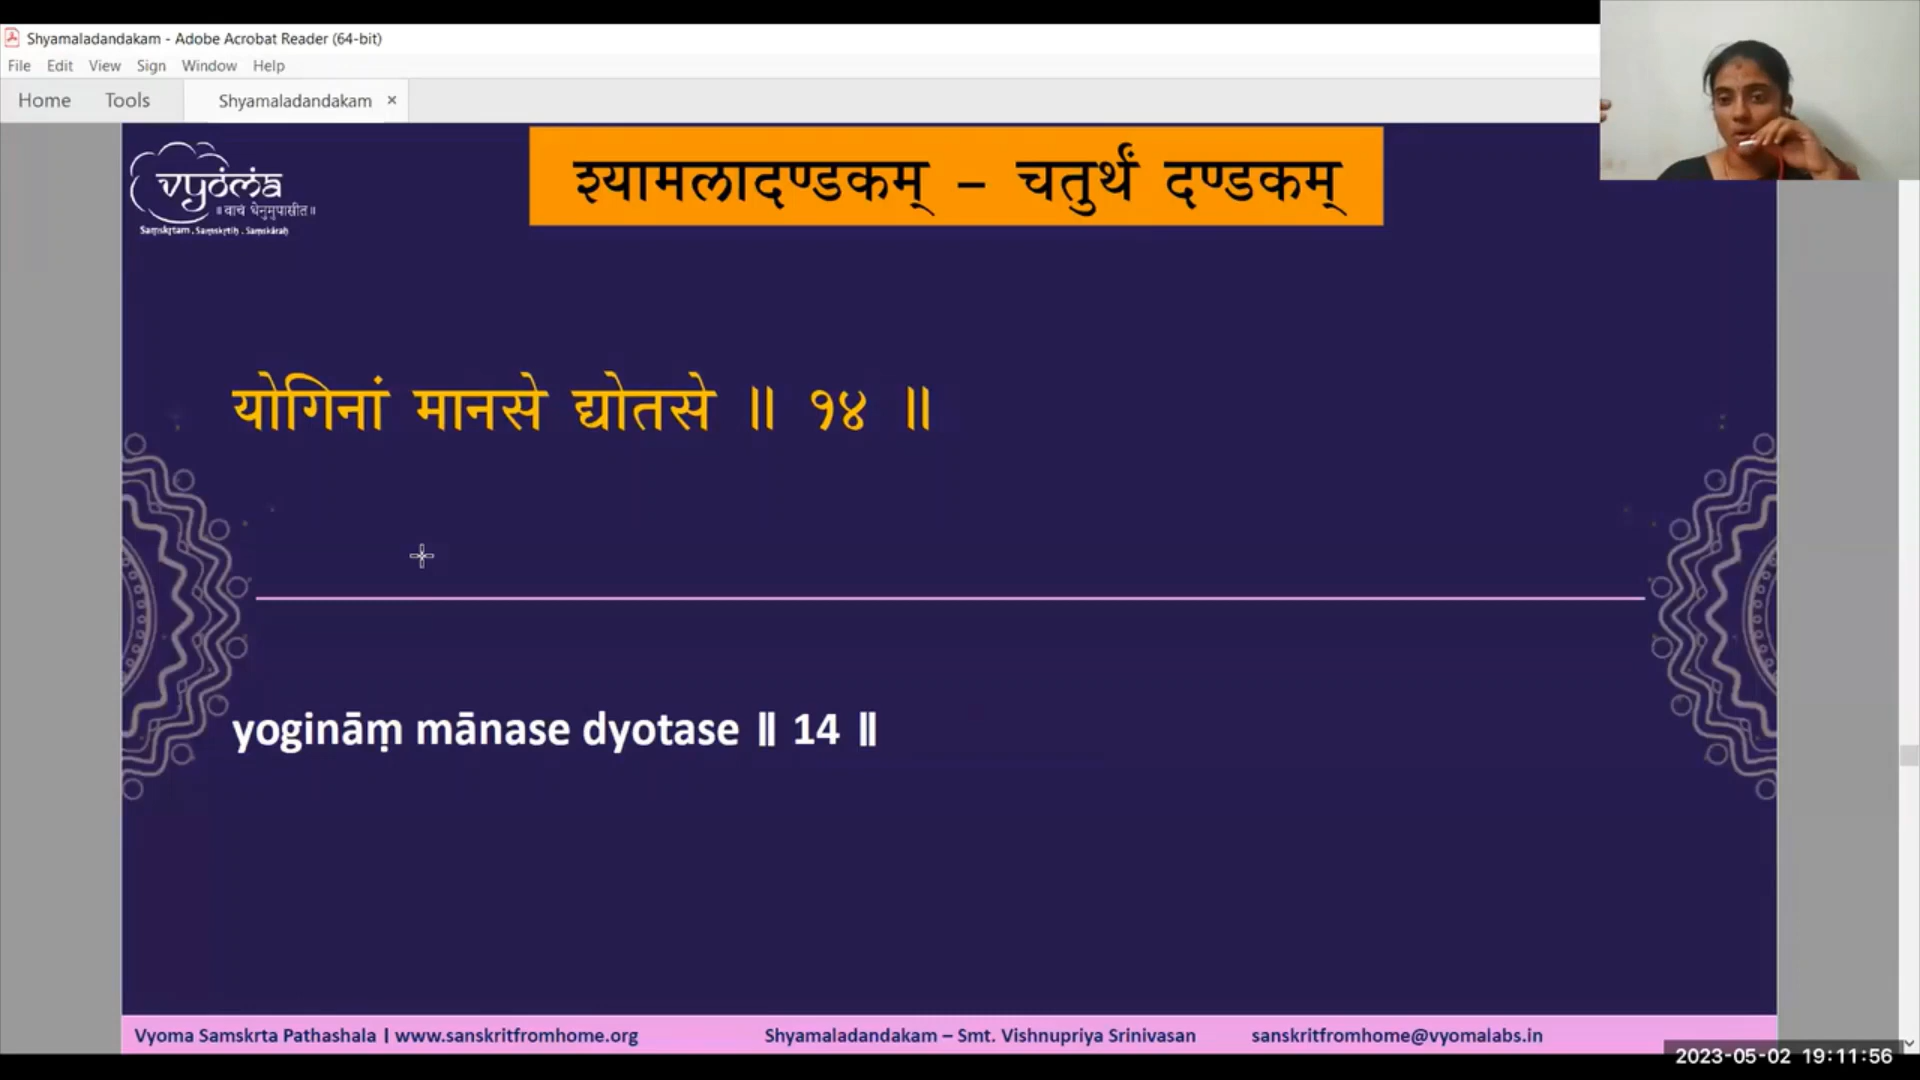 Shyamaladandakam - Adobe Acrobat Reader (64-bit)
File Edit View Sign Window Help
Home Tools Shyamaladandakam ×
vyoma
॥ वाचं धेनुमुपासीत ॥
Saṃskṛtam . Saṃskṛtiḥ . Saṃskāraḥ
श्यामलादण्डकम् – चतुर्थं दण्डकम्
योगिनां मानसे द्योतसे ॥ १४ ॥
yogināṃ mānase dyotase ॥ 14 ॥
Vyoma Samskrta Pathashala | www.sanskritfromhome.org Shyamaladandakam – Smt. Vishnupriya Srinivasan sanskritfromhome@vyomalabs.in
2023-05-02 19:11:56